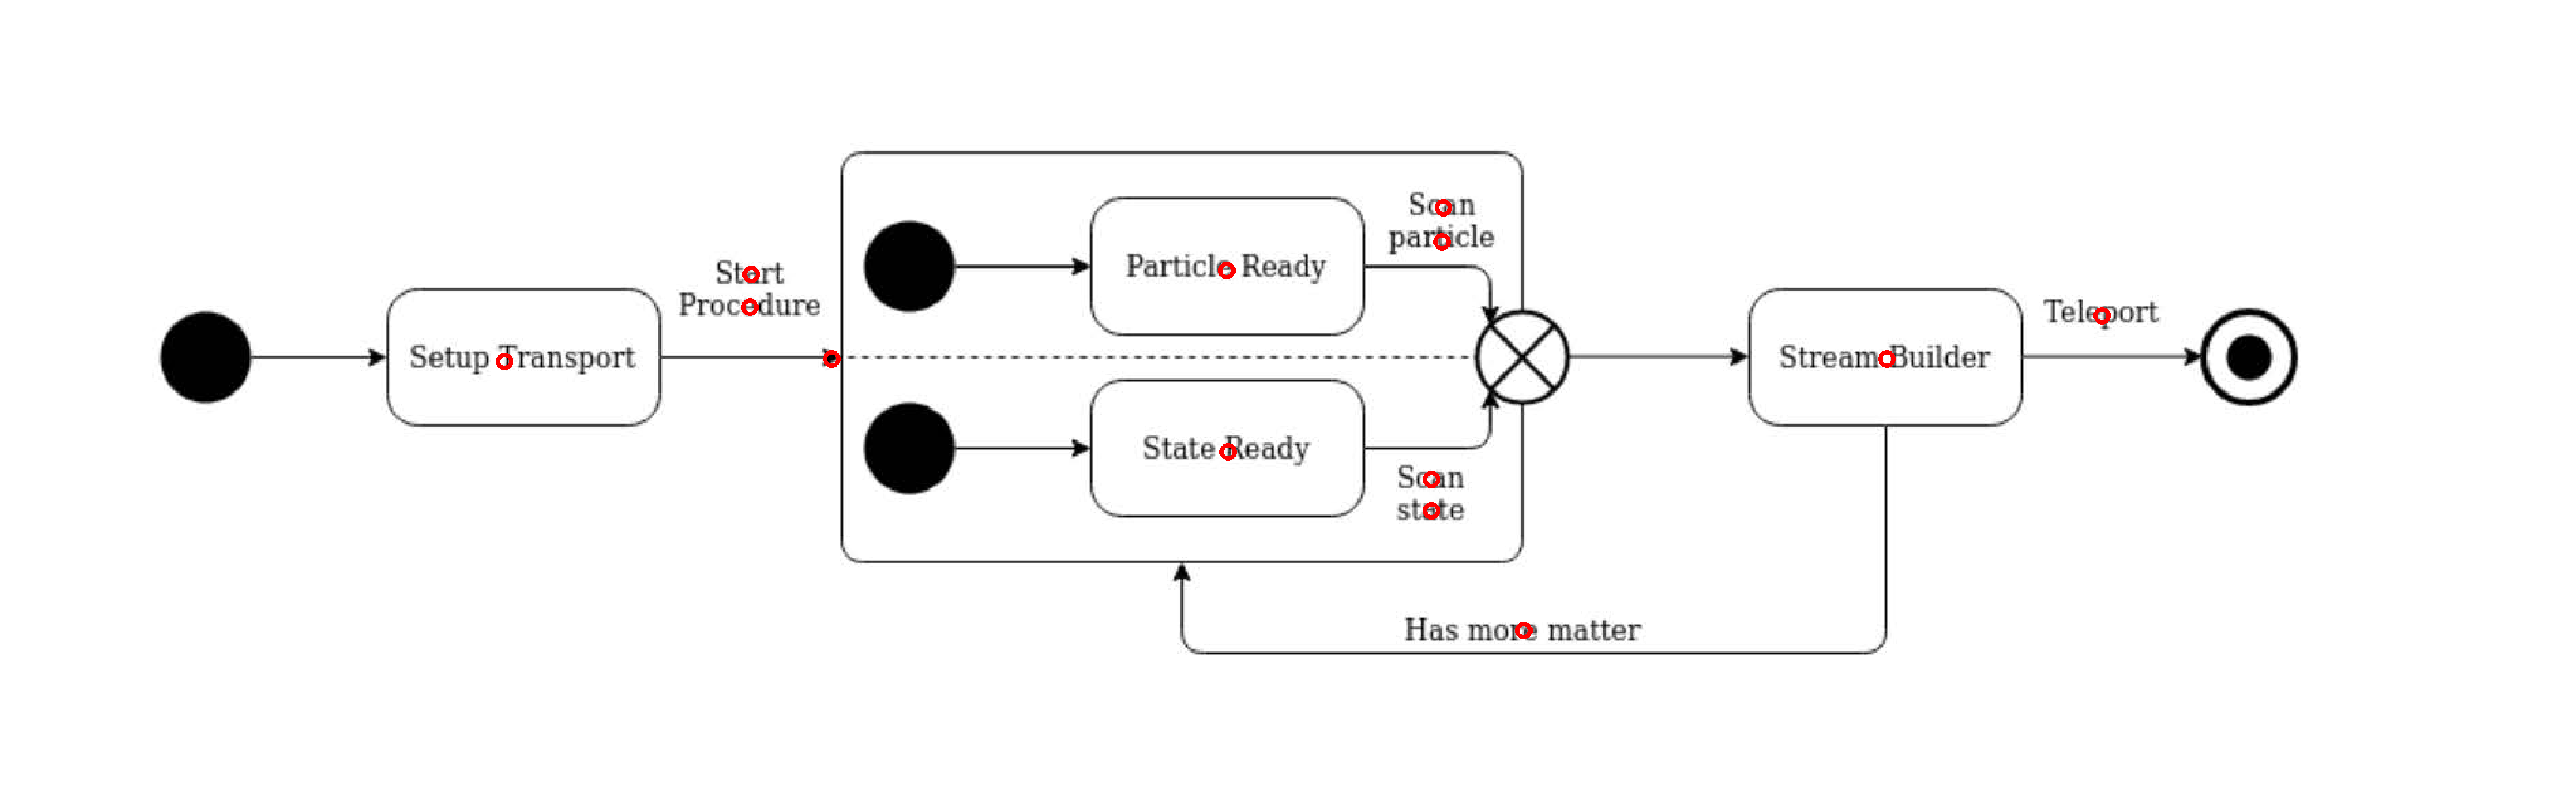 Setup Transport
Start
Procedure
Particle Ready
Scan
particle
State Ready
Scan
state
Stream Builder
Teleport
Has more matter